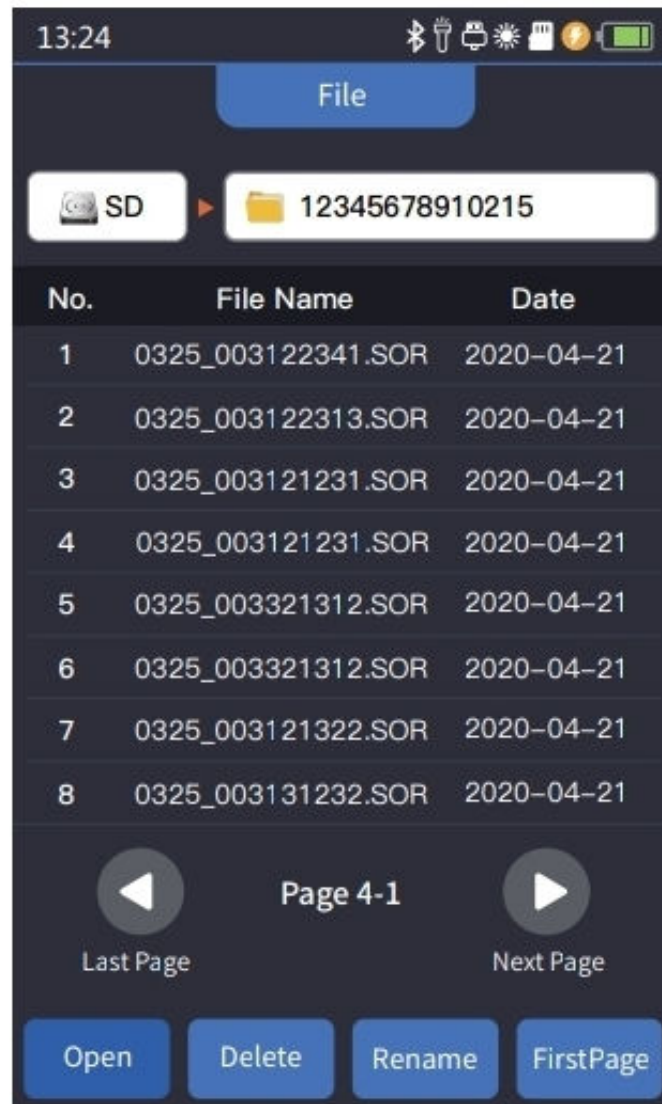 13:24
File
SD 12345678910215
No. File Name Date
1 0325_003122341.SOR 2020-04-21
2 0325_003122313.SOR 2020-04-21
3 0325_003121231.SOR 2020-04-21
4 0325_003121231.SOR 2020-04-21
5 0325_003321312.SOR 2020-04-21
6 0325_003321312.SOR 2020-04-21
7 0325_003121322.SOR 2020-04-21
8 0325_003131232.SOR 2020-04-21
Page 4-1
Last Page Next Page
Open Delete Rename FirstPage